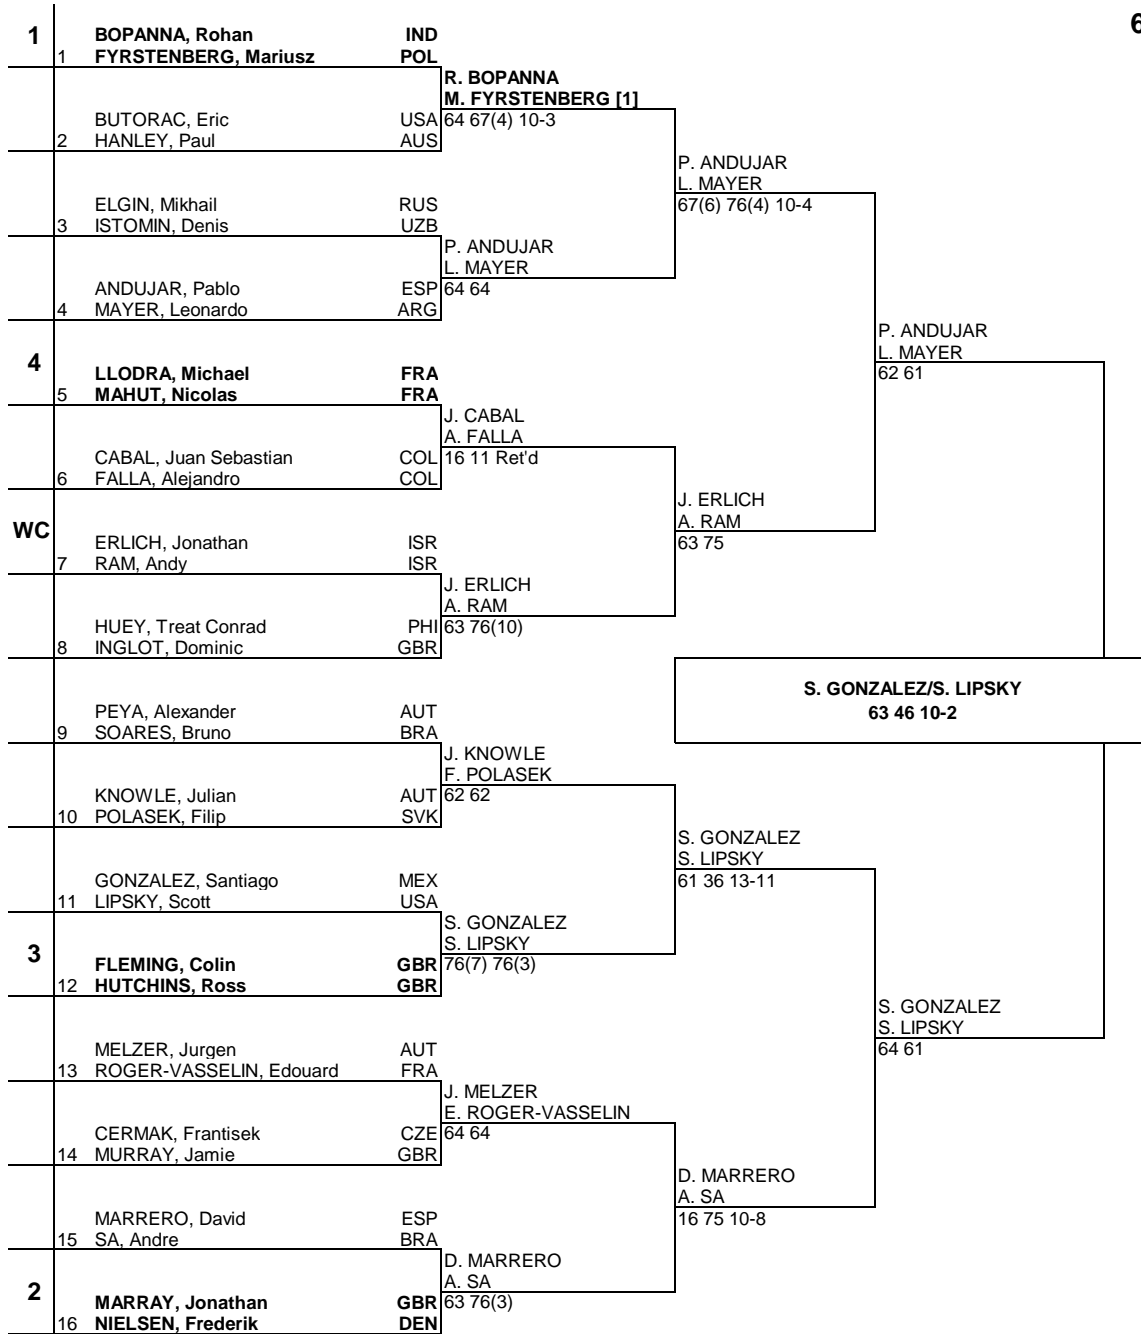 6
1
BOPANNA, Rohan IND
1 FYRSTENBERG, Mariusz POL
R. BOPANNA
M. FYRSTENBERG [1]
BUTORAC, Eric USA 64 67(4) 10-3
2 HANLEY, Paul AUS
P. ANDUJAR
L. MAYER
67(6) 76(4) 10-4
ELGIN, Mikhail RUS
3 ISTOMIN, Denis UZB
P. ANDUJAR
L. MAYER
ANDUJAR, Pablo ESP 64 64
4 MAYER, Leonardo ARG
P. ANDUJAR
L. MAYER
62 61
4
LLODRA, Michael FRA
5 MAHUT, Nicolas FRA
J. CABAL
A. FALLA
CABAL, Juan Sebastian COL 16 11 Ret'd
6 FALLA, Alejandro COL
J. ERLICH
A. RAM
63 75
WC
ERLICH, Jonathan ISR
7 RAM, Andy ISR
J. ERLICH
A. RAM
HUEY, Treat Conrad PHI 63 76(10)
8 INGLOT, Dominic GBR
S. GONZALEZ/S. LIPSKY
63 46 10-2
PEYA, Alexander AUT
9 SOARES, Bruno BRA
J. KNOWLE
F. POLASEK
KNOWLE, Julian AUT 62 62
10 POLASEK, Filip SVK
S. GONZALEZ
S. LIPSKY
61 36 13-11
GONZALEZ, Santiago MEX
11 LIPSKY, Scott USA
S. GONZALEZ
S. LIPSKY
3
FLEMING, Colin GBR 76(7) 76(3)
12 HUTCHINS, Ross GBR
S. GONZALEZ
S. LIPSKY
64 61
MELZER, Jurgen AUT
13 ROGER-VASSELIN, Edouard FRA
J. MELZER
E. ROGER-VASSELIN
CERMAK, Frantisek CZE 64 64
14 MURRAY, Jamie GBR
D. MARRERO
A. SA
16 75 10-8
MARRERO, David ESP
15 SA, Andre BRA
D. MARRERO
A. SA
2
MARRAY, Jonathan GBR 63 76(3)
16 NIELSEN, Frederik DEN